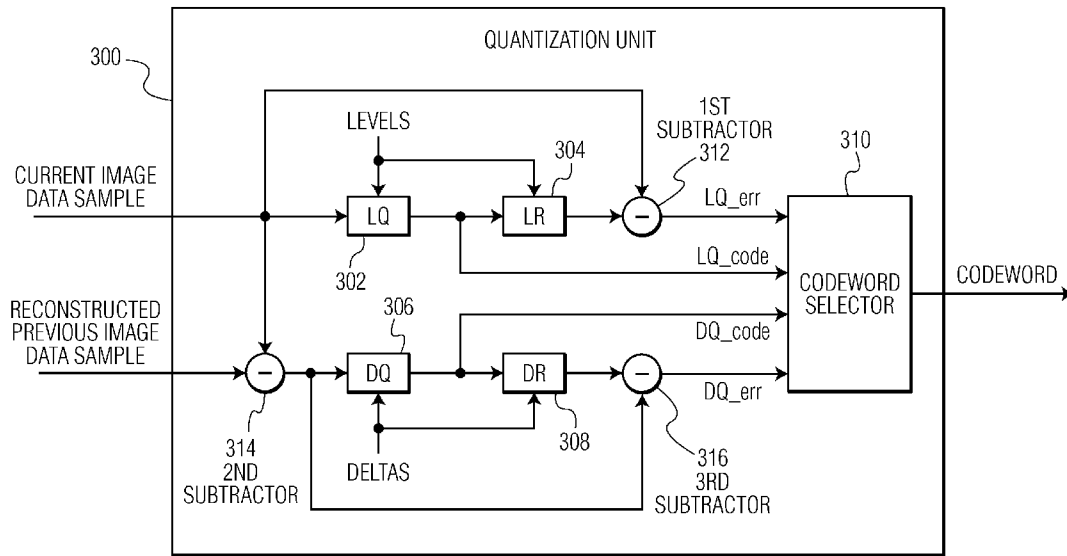 QUANTIZATION UNIT
300
LEVELS
1ST
SUBTRACTOR
312
304
310
CURRENT IMAGE
DATA SAMPLE
LQ
LR
LQ_err
302
LQ_code
CODEWORD
SELECTOR
CODEWORD
RECONSTRUCTED
PREVIOUS IMAGE
DATA SAMPLE
306
DQ_code
DQ
DR
DQ_err
308
314
2ND
SUBTRACTOR
DELTAS
316
3RD
SUBTRACTOR